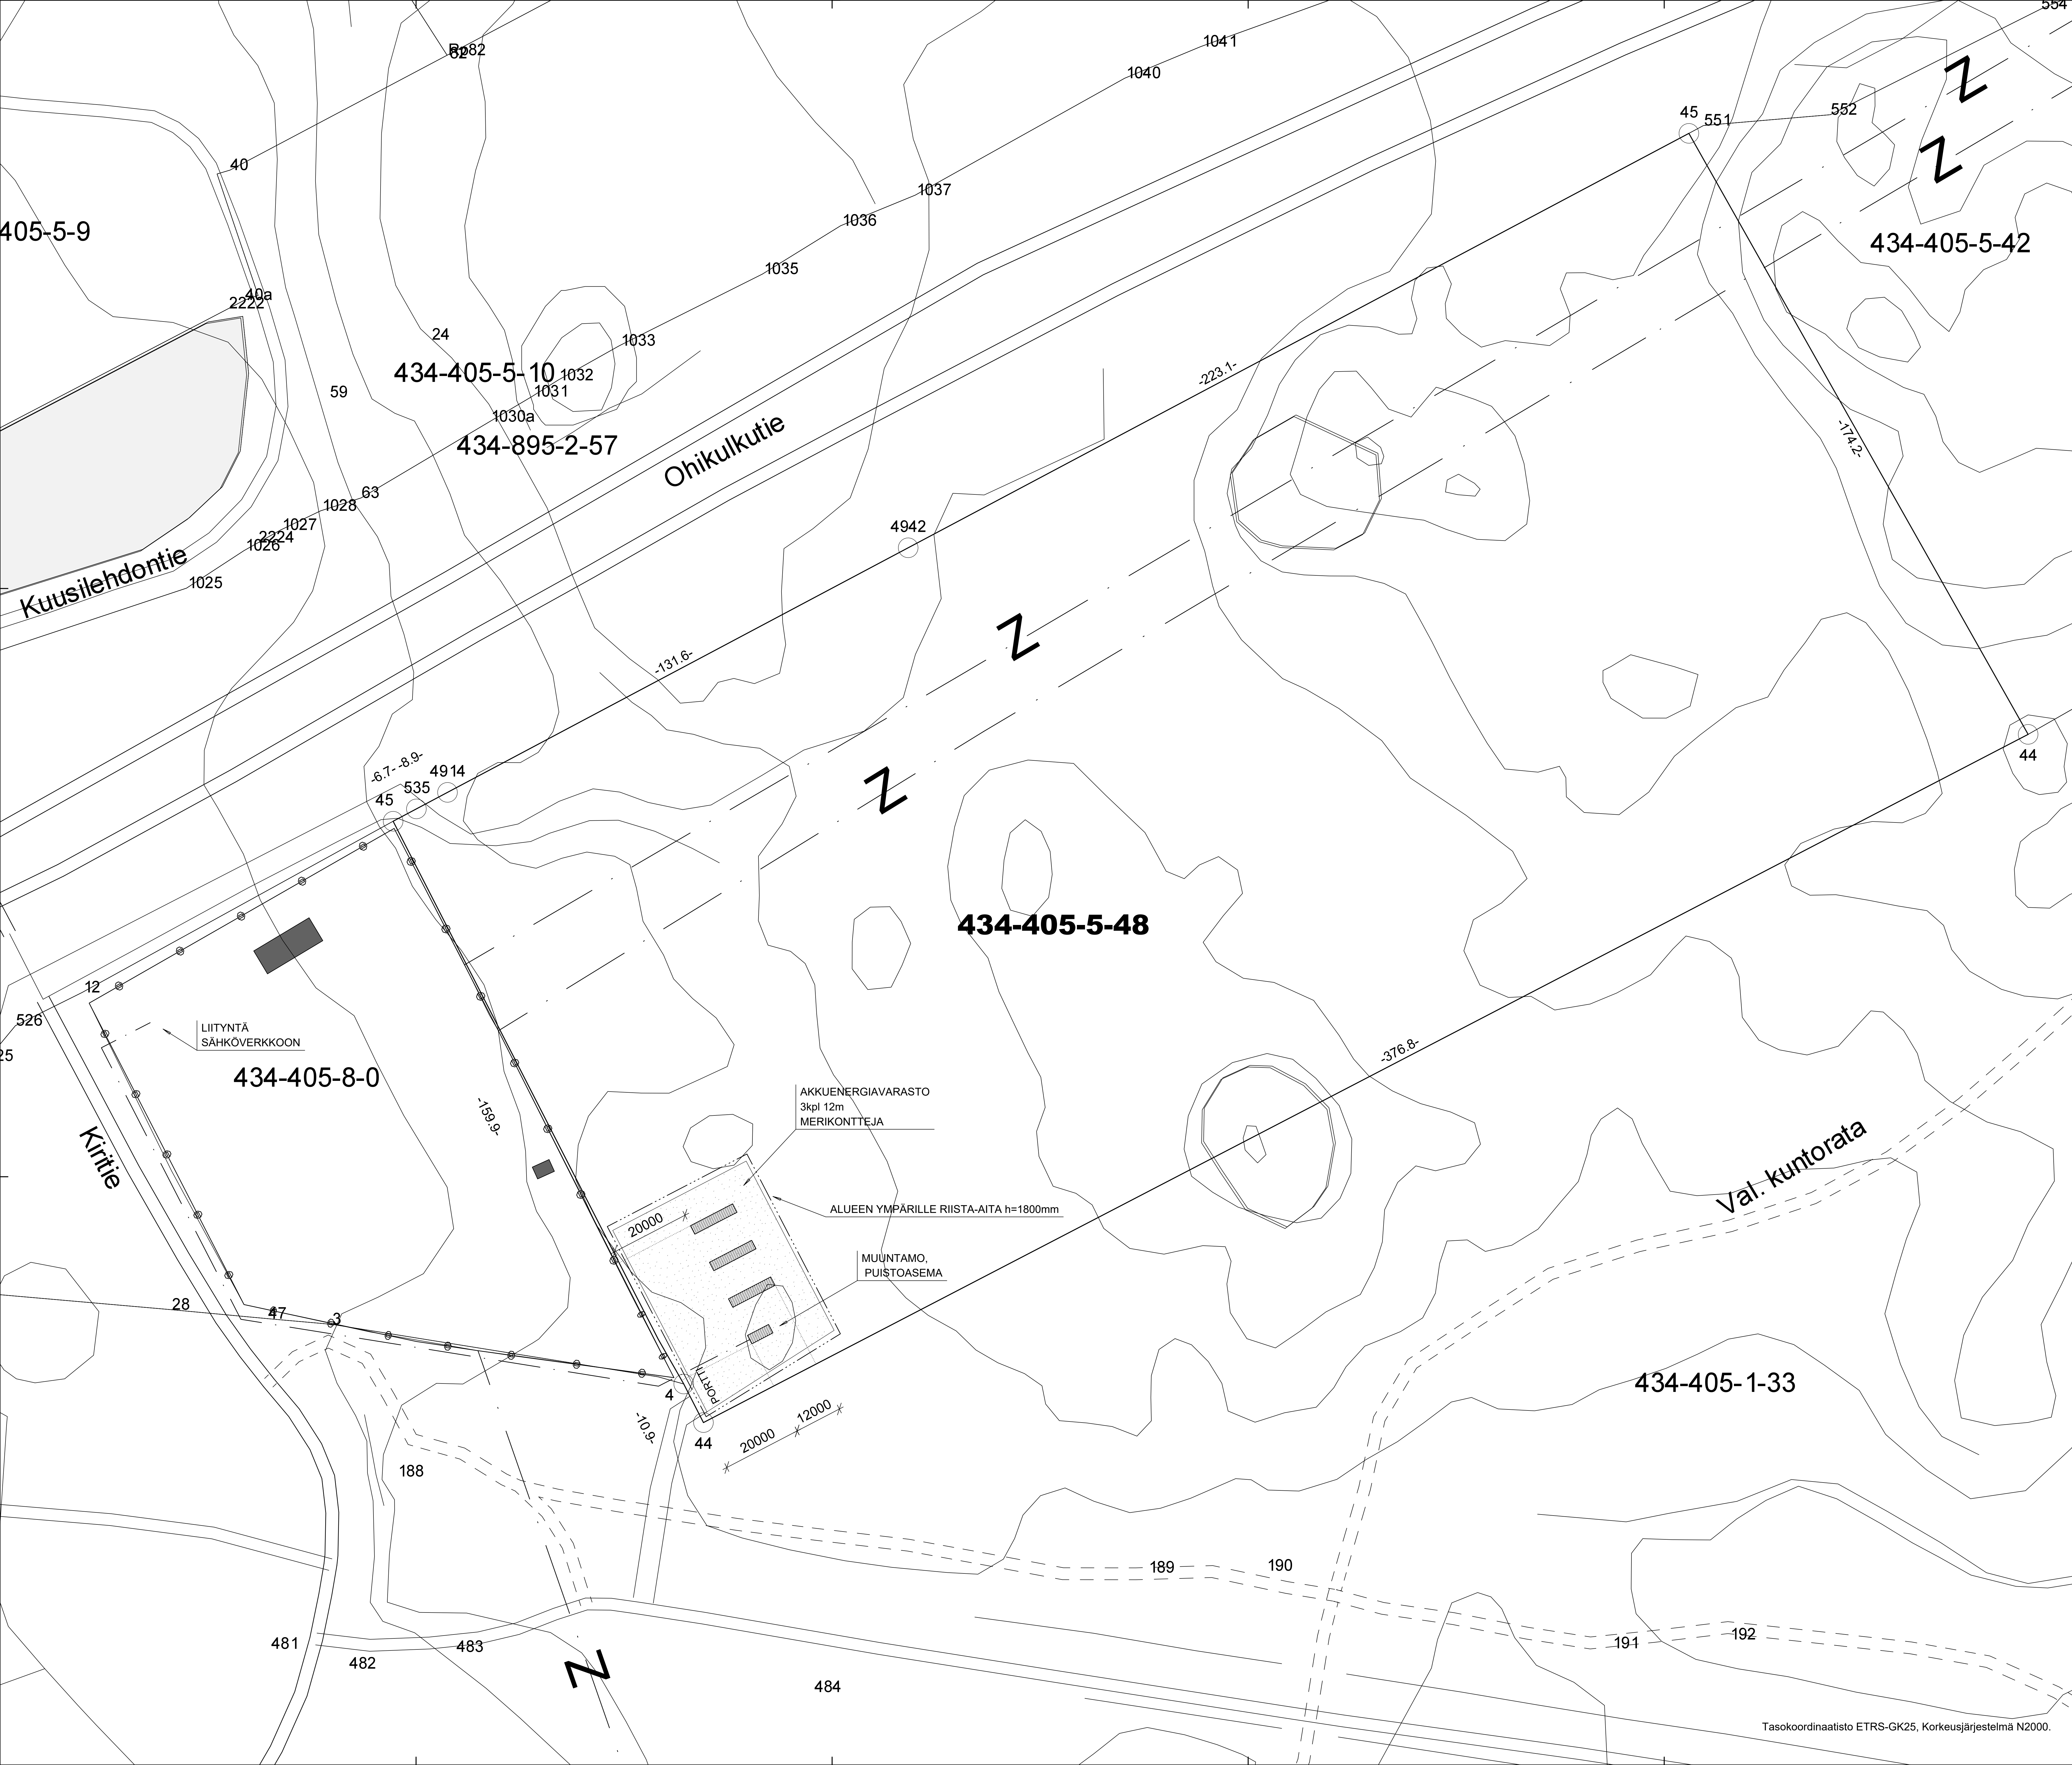 554
Rp82
62
1041
1040
45
551
552
Z
Z
40
1037
1036
405-5-9
434-405-5-42
1035
40a
2222
24
1033
434-405-5-10
1032
1031
59
1030a
434-895-2-57
-223.1-
-174.2-
Ohikulkutie
63
1028
1027
2224
1026
1025
4942
Kuusilehdontie
Z
-131.6-
44
-6.7-
-8.9-
4914
535
45
Z
434-405-5-48
12
526
25
LIITYNTÄ
SÄHKÖVERKKOON
434-405-8-0
-376.8-
AKKUENERGIAVARASTO
3kpl 12m
MERIKONTTEJA
-159.9-
Kiritie
Val. kuntorata
ALUEEN YMPÄRILLE RIISTA-AITA h=1800mm
20000
MUUNTAMO,
PUISTOASEMA
28
47
3
PORTTI
4
434-405-1-33
12000
20000
-10.9-
44
188
189
190
191
192
481
482
483
Z
484
Tasokoordinaatisto ETRS-GK25, Korkeusjärjestelmä N2000.